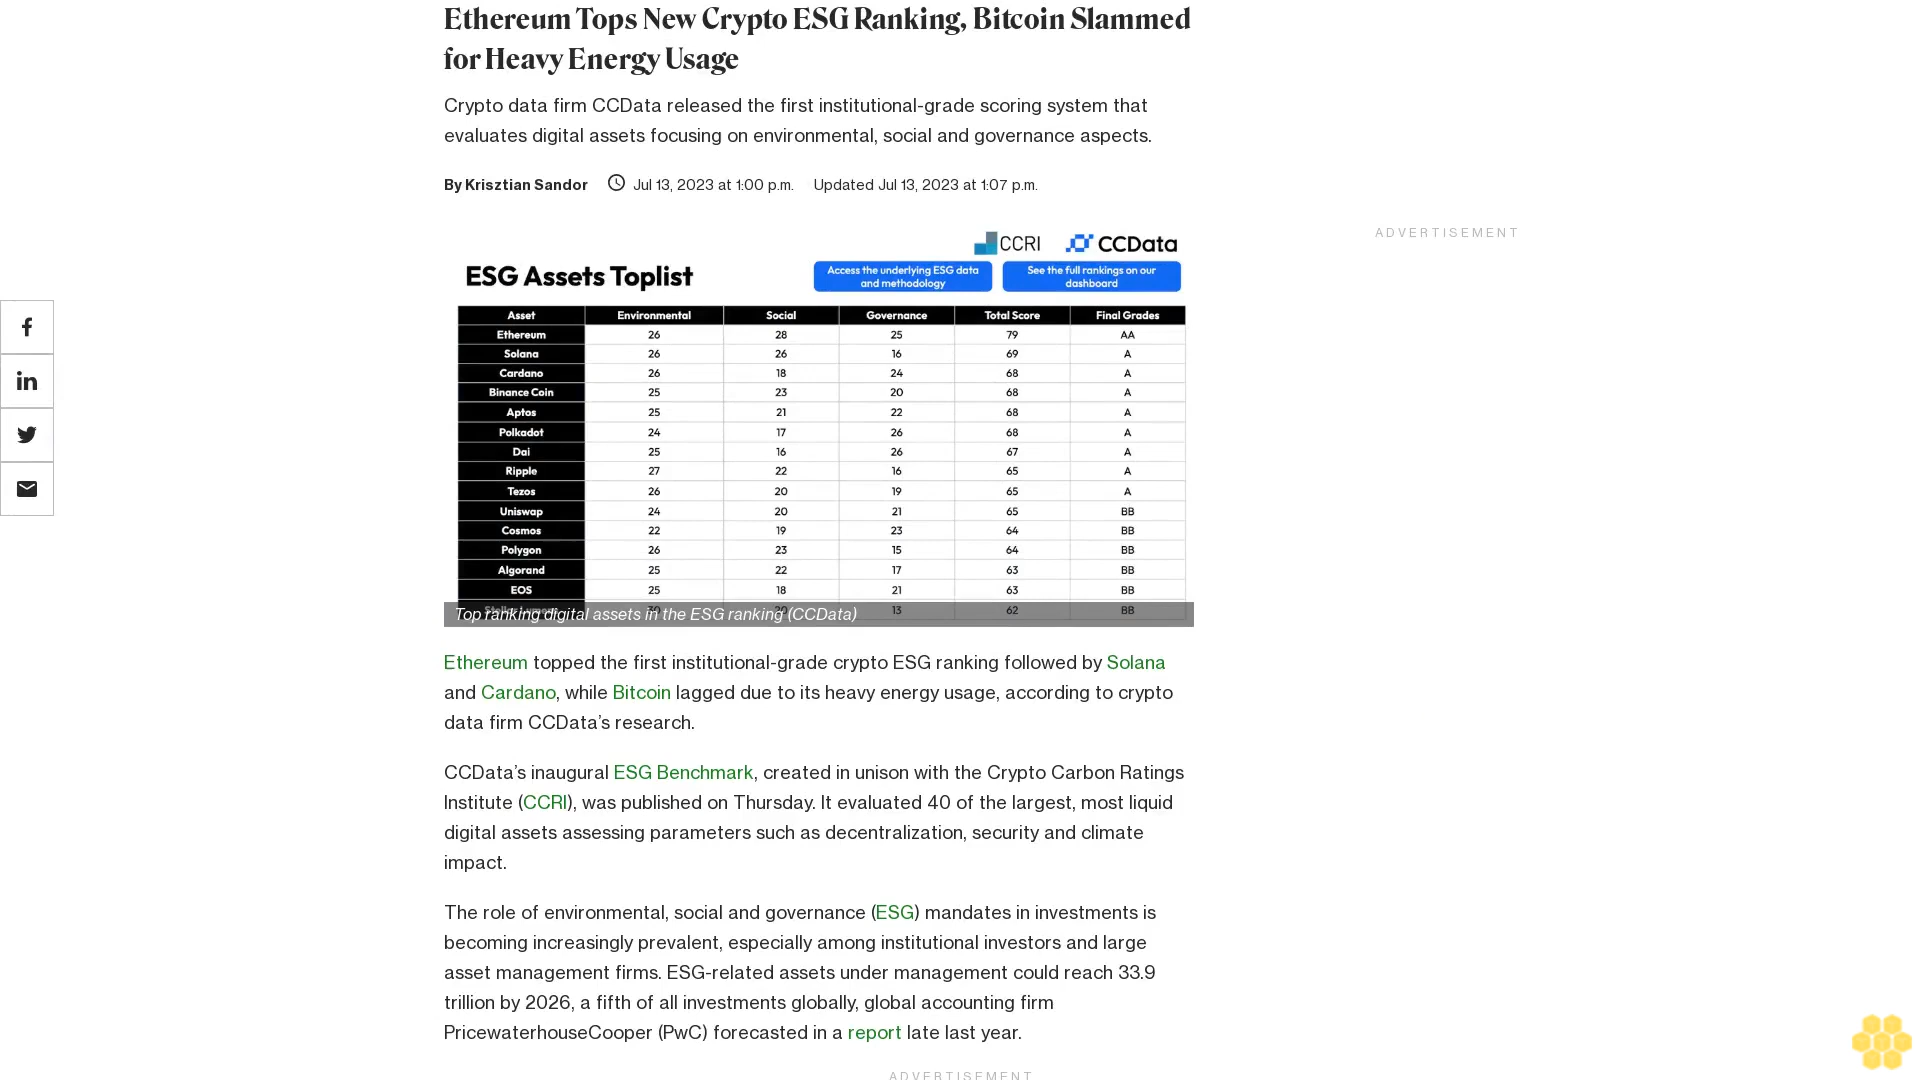 Ethereum Tops New Crypto ESG Ranking, Bitcoin Slammed
for Heavy Energy Usage
Crypto data firm CCData released the first institutional-grade scoring system that
evaluates digital assets focusing on environmental, social and governance aspects.
By Krisztian Sandor Jul 13, 2023 at 1:00 p.m. Updated Jul 13, 2023 at 1:07 p.m.
ADVERTISEMENT
CCRI CCData
ESG Assets Toplist
Access the underlying ESG data
and methodology
See the full rankings on our
dashboard
Asset Environmental Social Governance Total Score Final Grades
Ethereum 26 28 25 79 AA
Solana 26 26 16 69 A
Cardano 26 18 24 68 A
Binance Coin 25 23 20 68 A
Aptos 25 21 22 68 A
Polkadot 24 17 26 68 A
Dai 25 16 26 67 A
Ripple 27 22 16 65 A
Tezos 26 20 19 65 A
Uniswap 24 20 21 65 BB
Cosmos 22 19 23 64 BB
Polygon 26 23 15 64 BB
Algorand 25 22 17 63 BB
EOS 25 18 21 63 BB
13 62 BB
Top ranking digital assets in the ESG ranking (CCData)
Ethereum topped the first institutional-grade crypto ESG ranking followed by Solana
and Cardano, while Bitcoin lagged due to its heavy energy usage, according to crypto
data firm CCData’s research.
CCData’s inaugural ESG Benchmark, created in unison with the Crypto Carbon Ratings
Institute (CCRI), was published on Thursday. It evaluated 40 of the largest, most liquid
digital assets assessing parameters such as decentralization, security and climate
impact.
The role of environmental, social and governance (ESG) mandates in investments is
becoming increasingly prevalent, especially among institutional investors and large
asset management firms. ESG-related assets under management could reach 33.9
trillion by 2026, a fifth of all investments globally, global accounting firm
PricewaterhouseCooper (PwC) forecasted in a report late last year.
ADVERTISEMENT